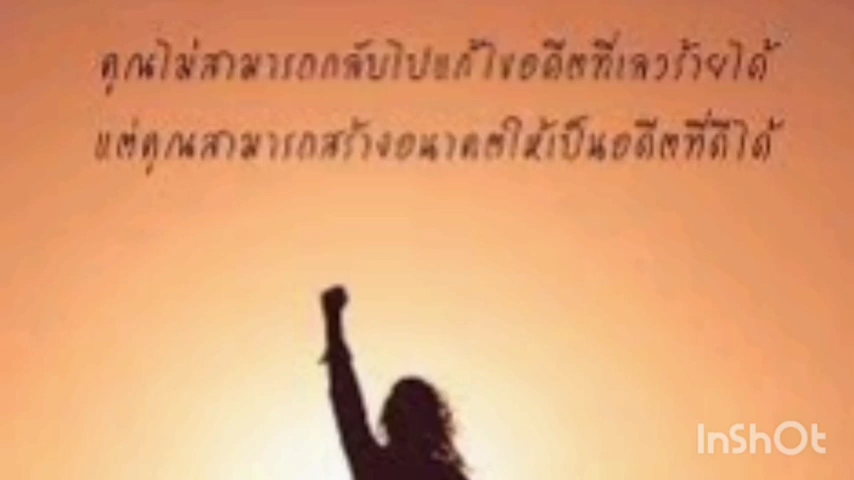 คุณไม่สามารถกลับไปแก้ไขอดีตที่เลวร้ายได้
แต่คุณสามารถสร้างอนาคตให้เป็นอดีตที่ดีได้
InShOt